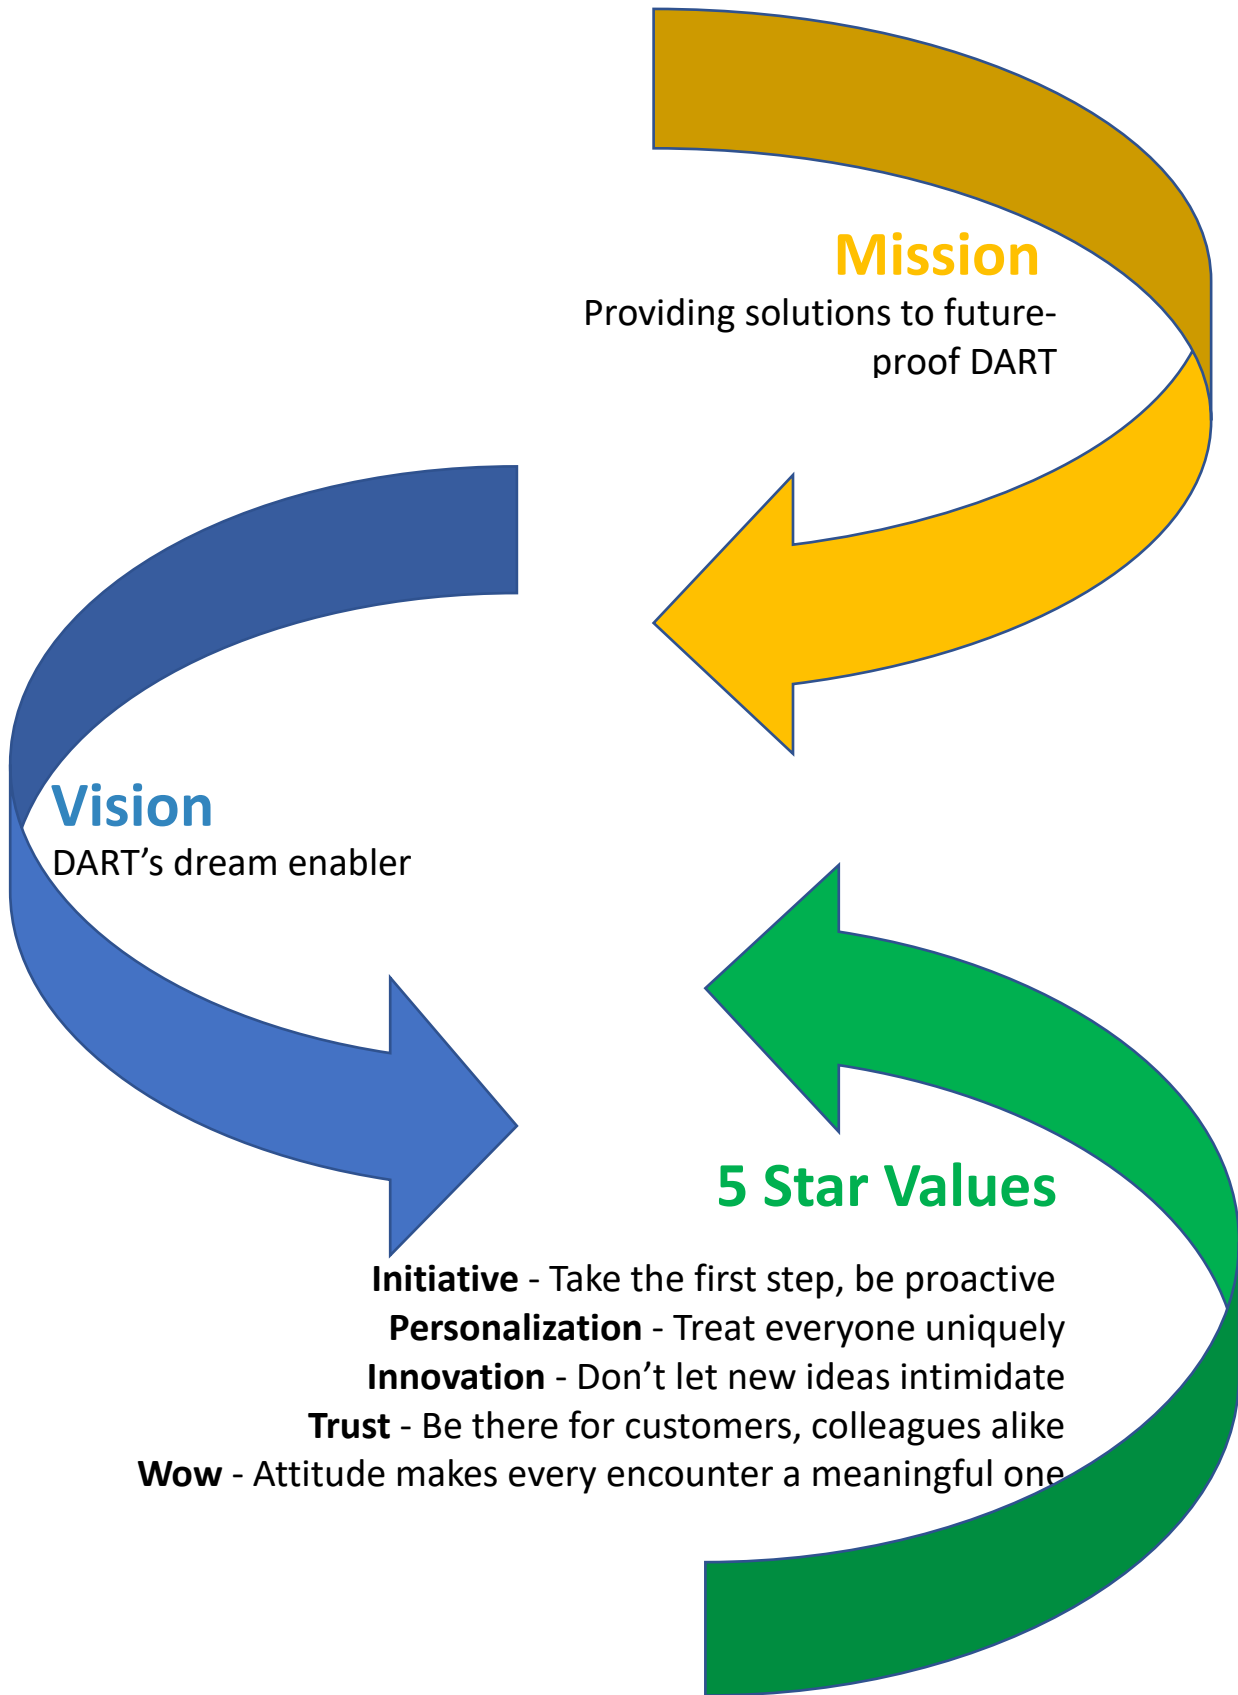 Mission
Providing solutions to future-
proof DART
Vision
DART’s dream enabler
5 Star Values
Initiative - Take the first step, be proactive
Personalization - Treat everyone uniquely
Innovation - Don’t let new ideas intimidate
Trust - Be there for customers, colleagues alike
Wow - Attitude makes every encounter a meaningful one